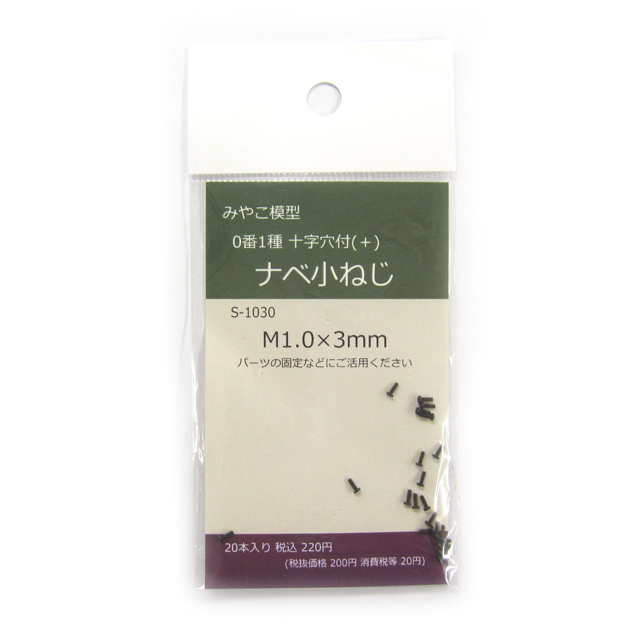 みやこ模型
0番1種 十字穴付(+)
ナベ小ねじ
S-1030
M1.0×3mm
パーツの固定などにご活用ください
20本入り 税込 220円
(税抜価格 200円 消費税等 20円)